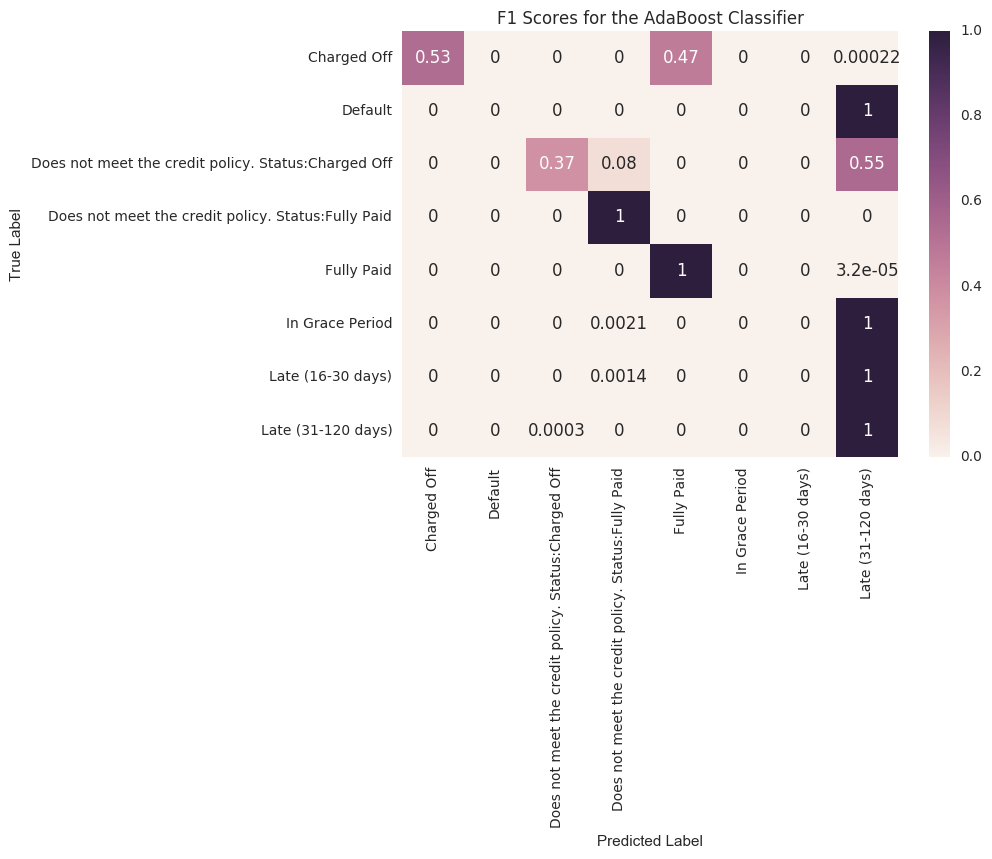 F1 Scores for the AdaBoost Classifier
True Label
Charged Off 0.53 0 0 0 0.47 0 0 0.00022
Default 0 0 0 0 0 0 0 1
Does not meet the credit policy. Status:Charged Off 0 0 0.37 0.08 0 0 0 0.55
Does not meet the credit policy. Status:Fully Paid 0 0 0 1 0 0 0 0
Fully Paid 0 0 0 0 1 0 0 3.2e-05
In Grace Period 0 0 0 0.0021 0 0 0 1
Late (16-30 days) 0 0 0 0.0014 0 0 0 1
Late (31-120 days) 0 0 0.0003 0 0 0 0 1
Charged Off
Default
Does not meet the credit policy. Status:Charged Off
Does not meet the credit policy. Status:Fully Paid
Fully Paid
In Grace Period
Late (16-30 days)
Late (31-120 days)
Predicted Label
1.0
0.8
0.6
0.4
0.2
0.0